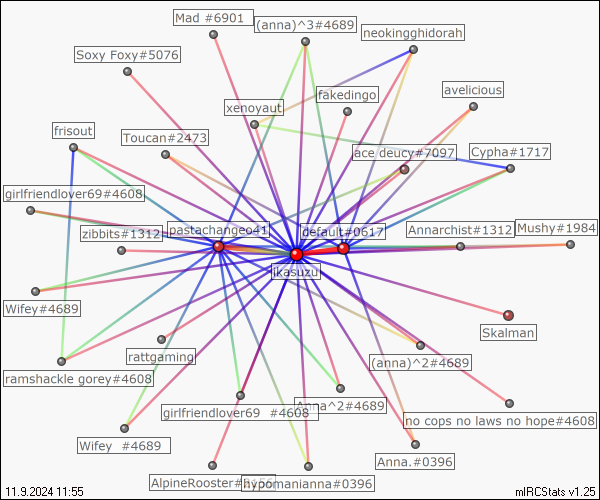 Mad #6901
(anna)^3#4689
neokingghidorah
Soxy Foxy#5076
fakedingo
avelicious
xenoyaut
frisout
Toucan#2473
ace deucy#7097
Cypha#1717
girlfriendlover69#4608
zibbits#1312
pastachangeo41
default#0617
Annarchist#1312
Mushy#1984
ikasuzu
Wifey#4689
Skalman
rattgaming
(anna)^2#4689
ramshackle gorey#4608
girlfriendlover69 #4608
Anna^2#4689
no cops no laws no hope#4608
Wifey #4689
Anna.#0396
AlpineRooster#
hypomanianna#0396
11.9.2024 11:55
mIRCStats v1.25